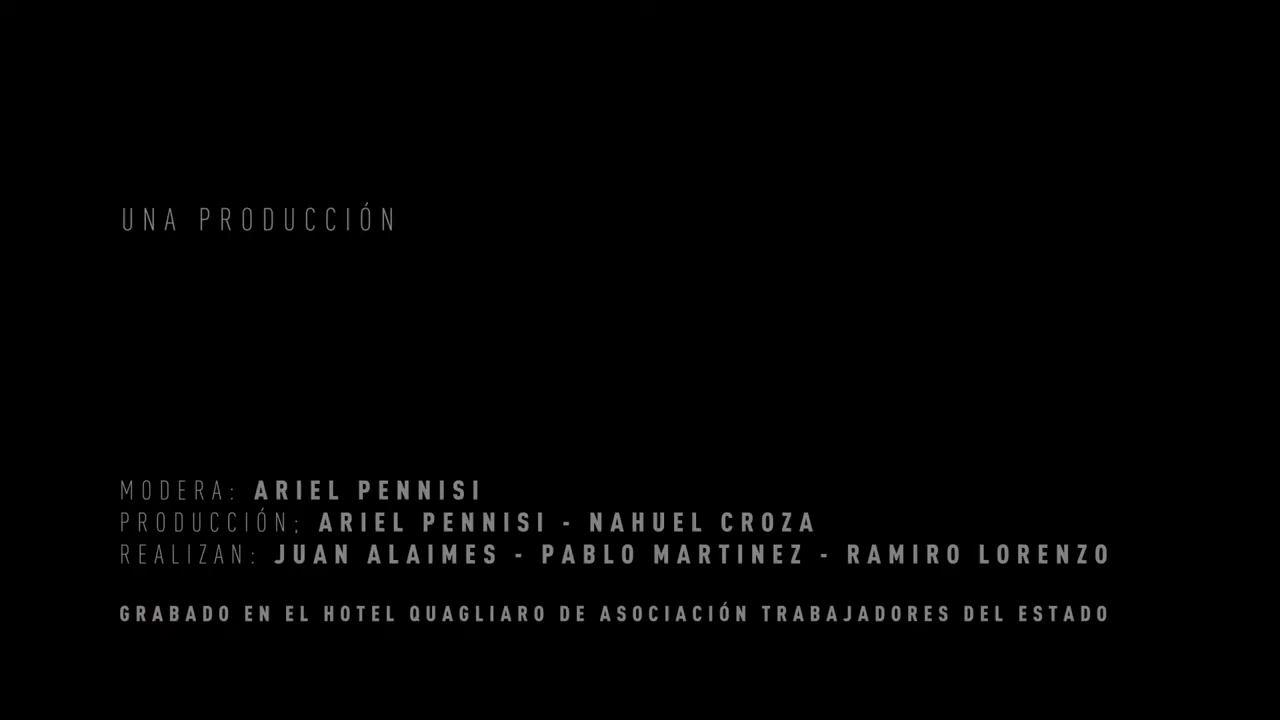 UNA PRODUCCIÓN
MODERA: ARIEL PENNISI
PRODUCCIÓN; ARIEL PENNISI - NAHUEL CROZA
REALIZAN: JUAN ALAIMES - PABLO MARTINEZ - RAMIRO LORENZO
GRABADO EN EL HOTEL QUAGLIARO DE ASOCIACIÓN TRABAJADORES DEL ESTADO